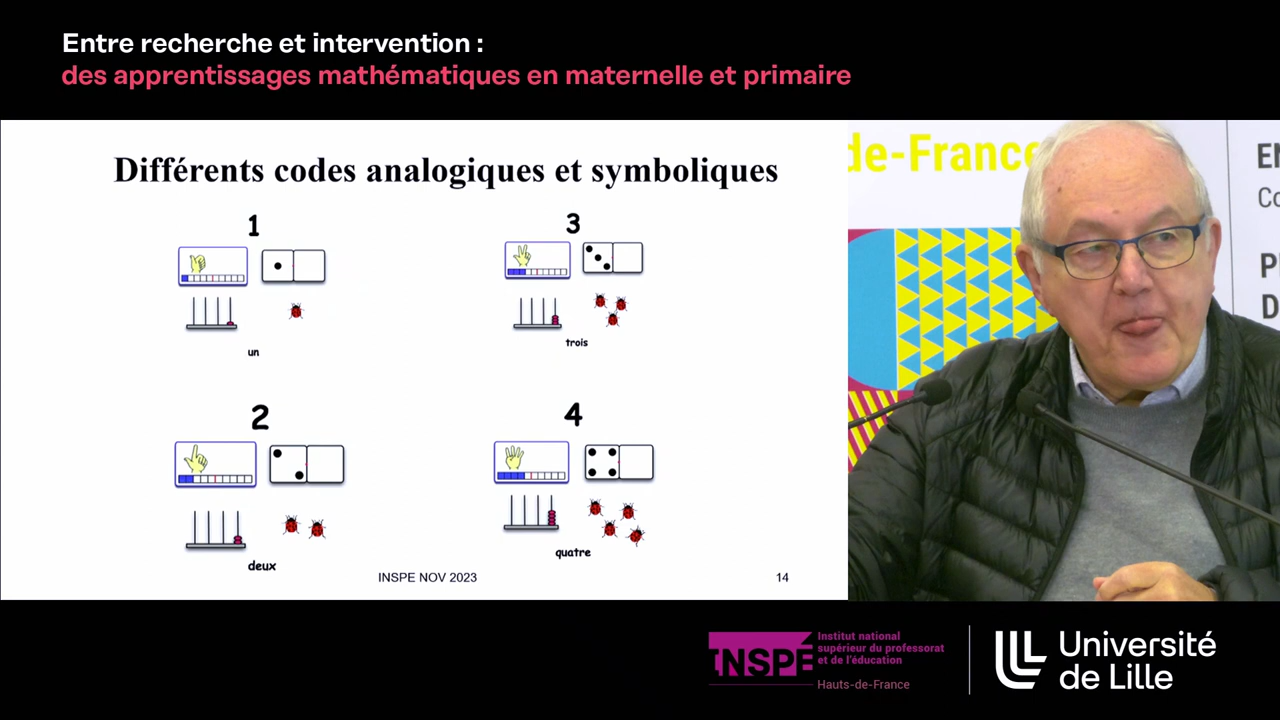 Entre recherche et intervention :
des apprentissages mathématiques en maternelle et primaire
Différents codes analogiques et symboliques
1
un
3
trois
2
deux
4
quatre
INSPE NOV 2023
14
de-France
INSPÉ
Institut national
supérieur du professorat
et de l'éducation
Hauts-de-France
Université
de Lille